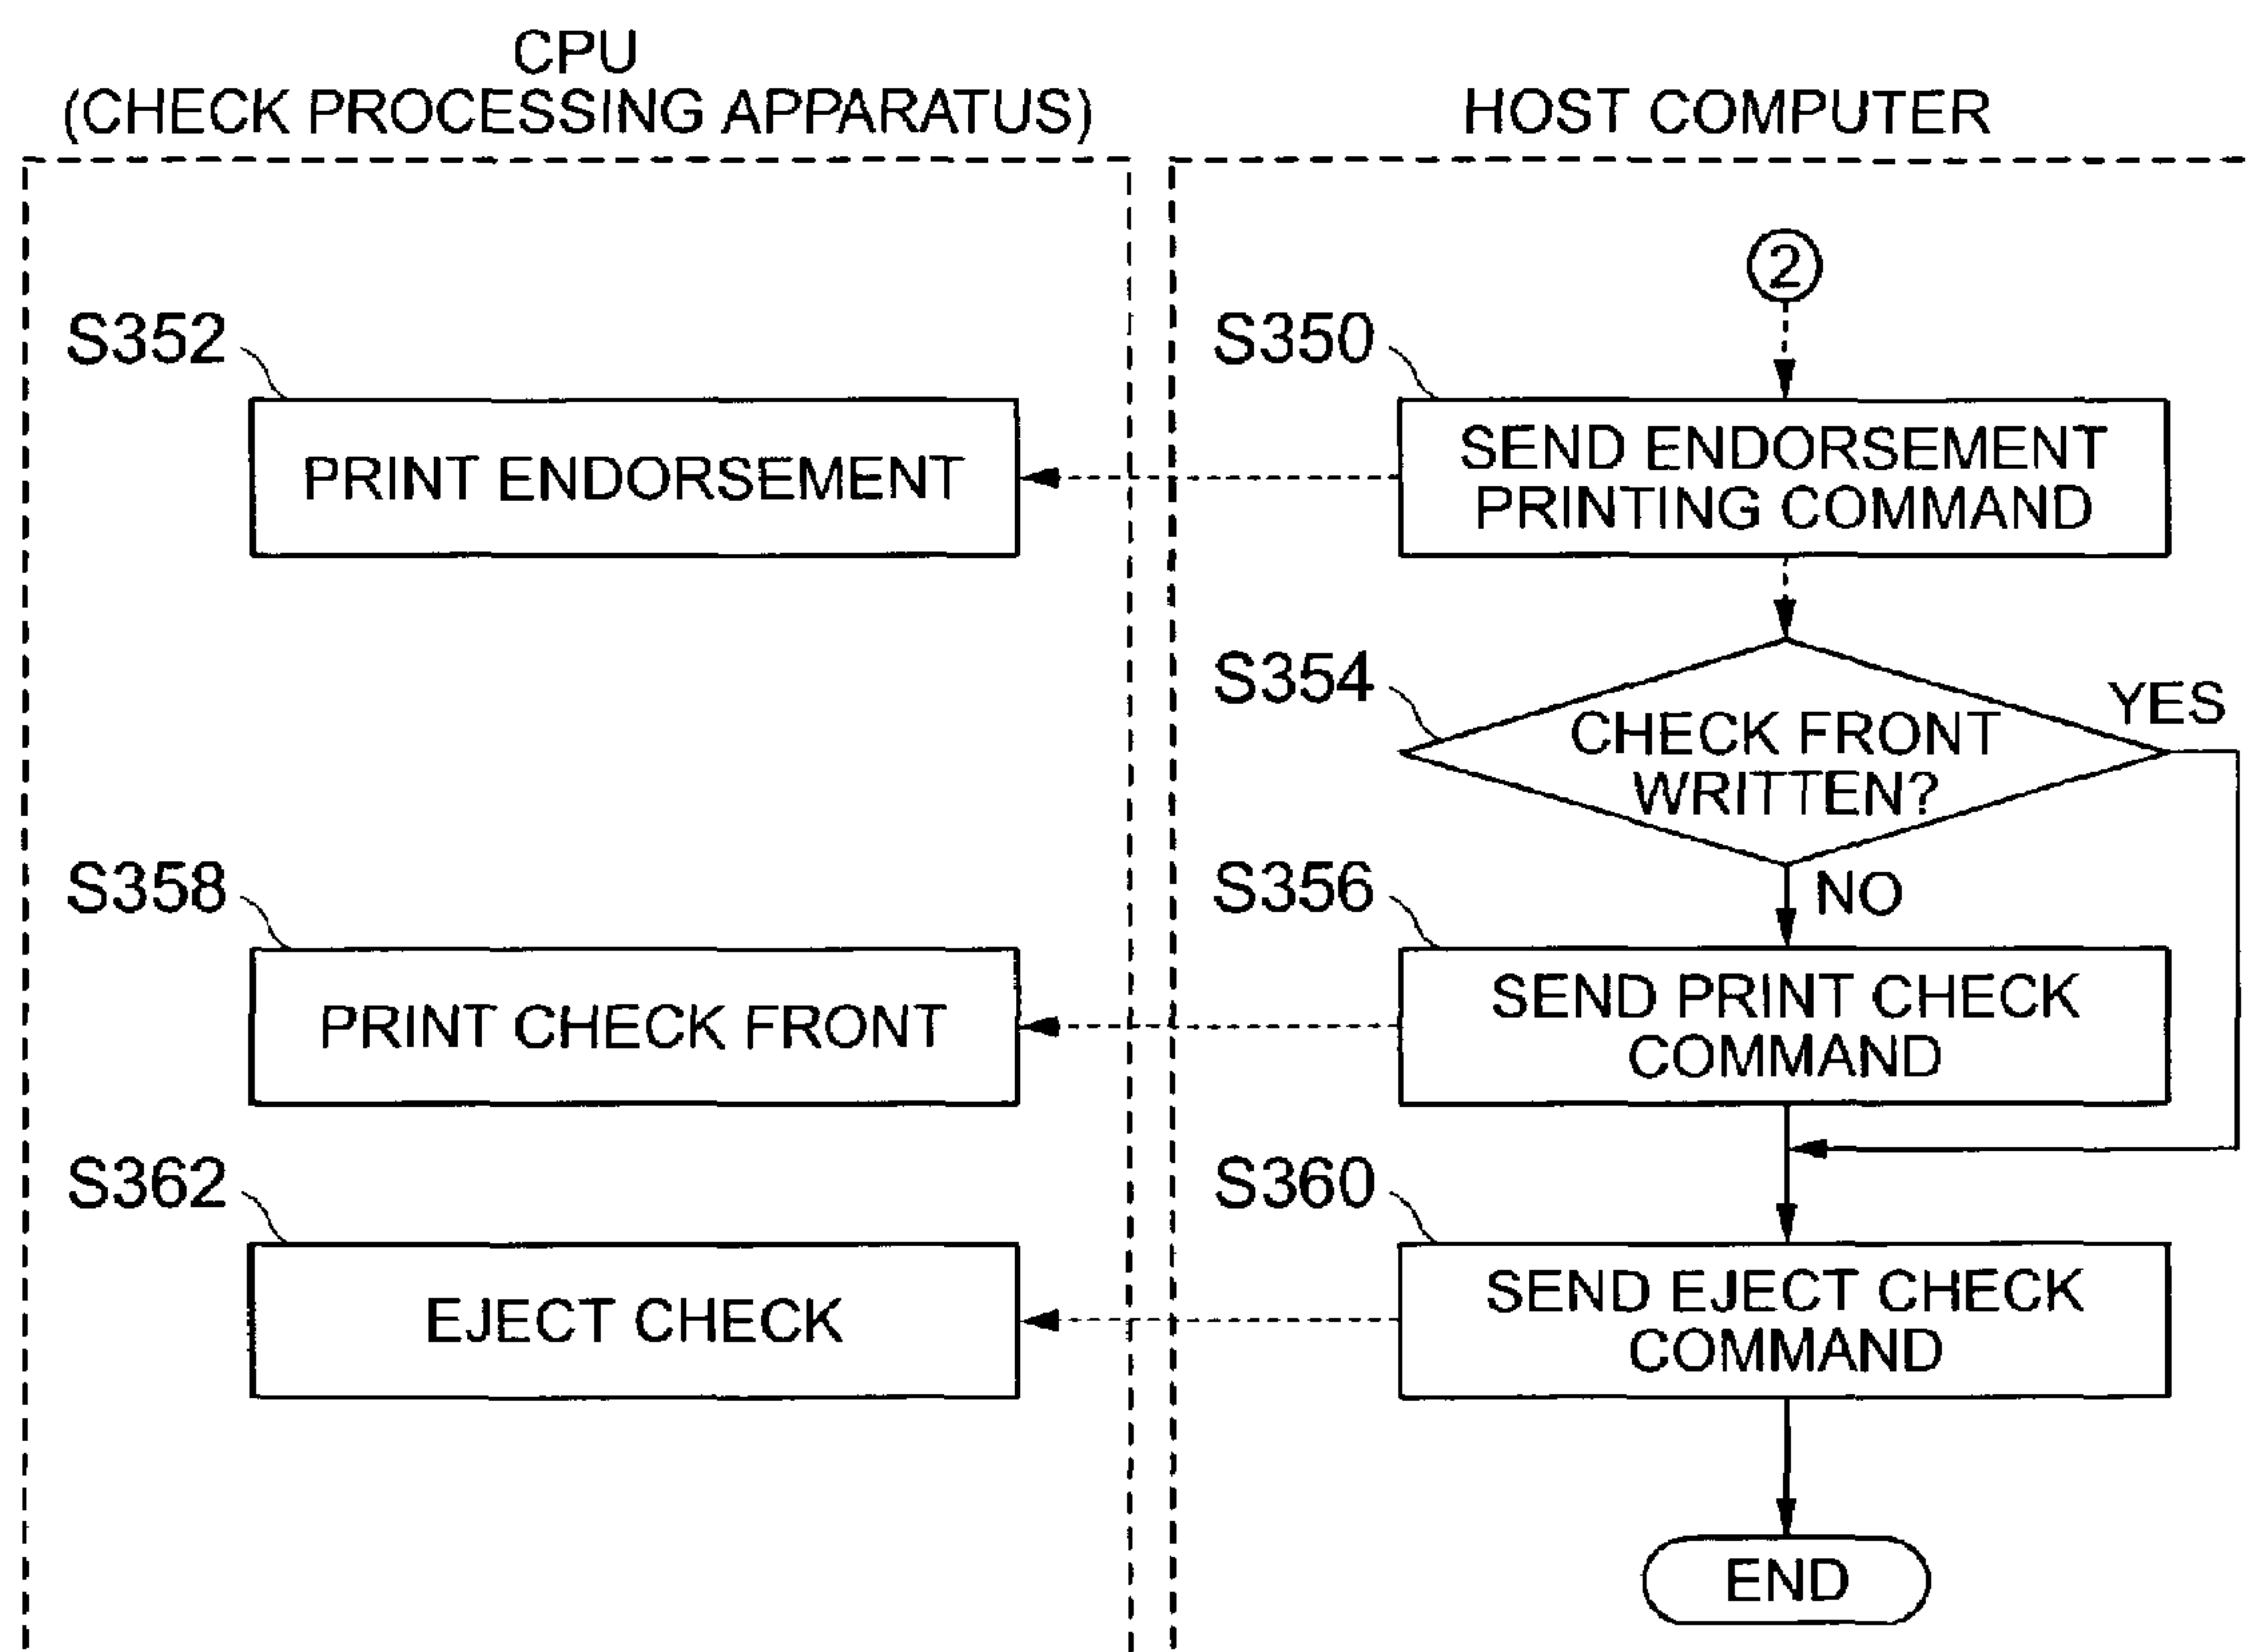 CPU
(CHECK PROCESSING APPARATUS)
HOST COMPUTER
2
S352
S350
PRINT ENDORSEMENT
SEND ENDORSEMENT
PRINTING COMMAND
S354
YES
CHECK FRONT
WRITTEN?
NO
S358
S356
PRINT CHECK FRONT
SEND PRINT CHECK
COMMAND
S362
S360
EJECT CHECK
SEND EJECT CHECK
COMMAND
END